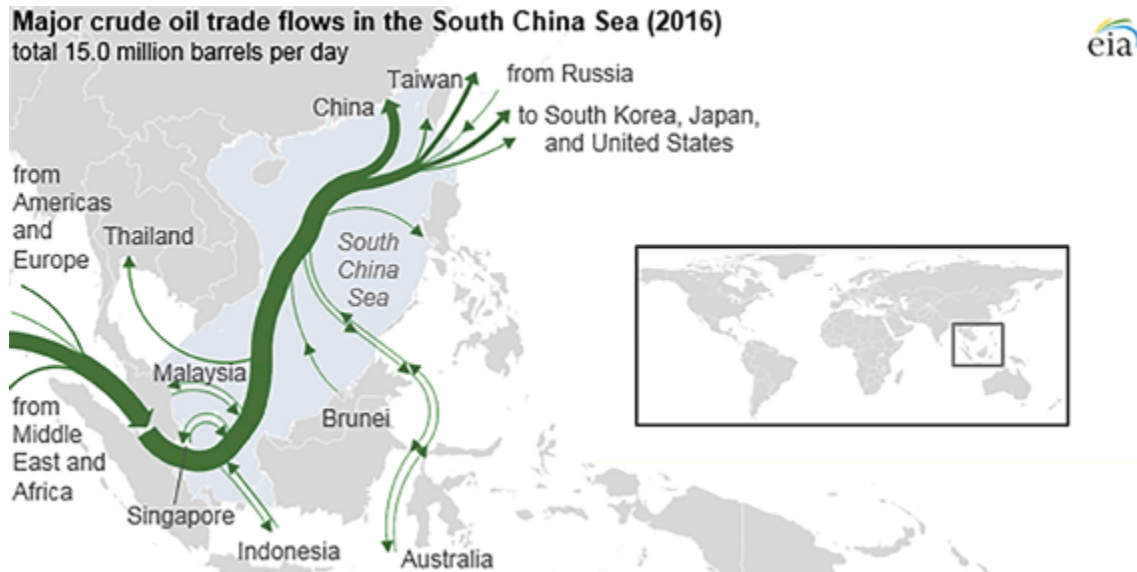 Major crude oil trade flows in the South China Sea (2016)
total 15.0 million barrels per day
eia
Taiwan
from Russia
China
to South Korea, Japan,
and United States
from
Americas
and
Europe
Thailand
South
China
Sea
Malaysia
from
Middle
East and
Africa
Brunei
Singapore
Indonesia
Australia